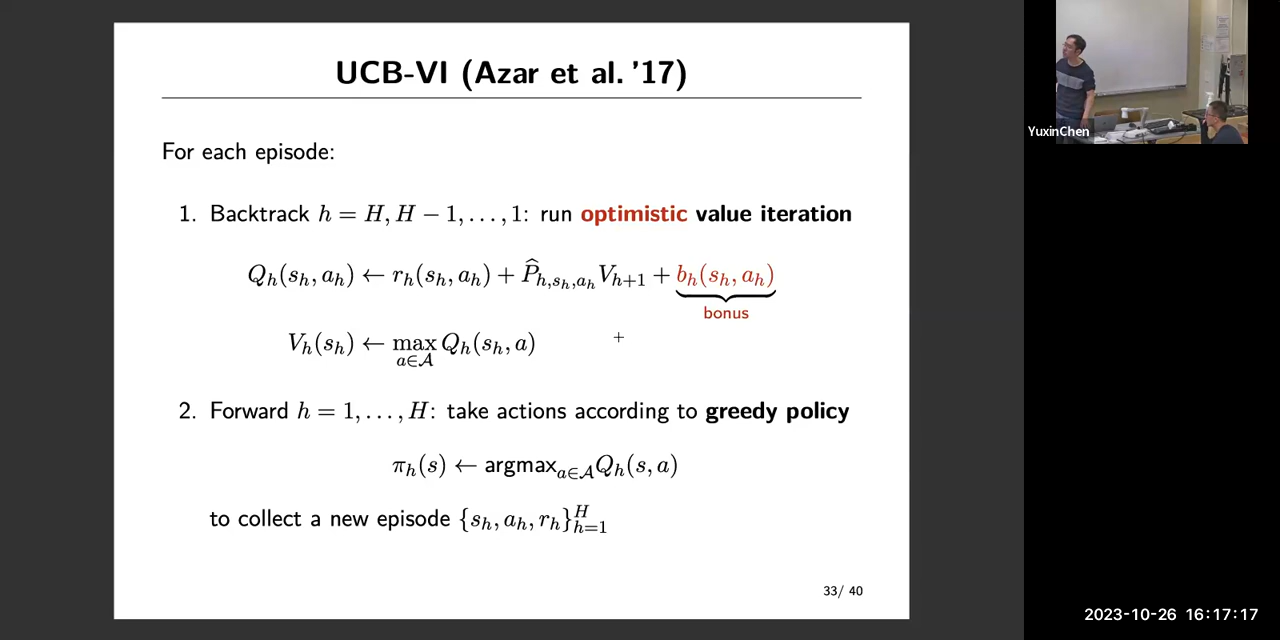 UCB-VI (Azar et al. '17)
For each episode:
1. Backtrack h = H, H − 1, . . . , 1: run optimistic value iteration
Q_h(s_h, a_h) ← r_h(s_h, a_h) + P̂_{h,s_h,a_h} V_{h+1} + b_h(s_h, a_h)
bonus
V_h(s_h) ← max_{a∈𝒜} Q_h(s_h, a)
2. Forward h = 1, . . . , H: take actions according to greedy policy
π_h(s) ← argmax_{a∈𝒜} Q_h(s, a)
to collect a new episode {s_h, a_h, r_h}_{h=1}^H
33/ 40
YuxinChen
2023-10-26 16:17:17